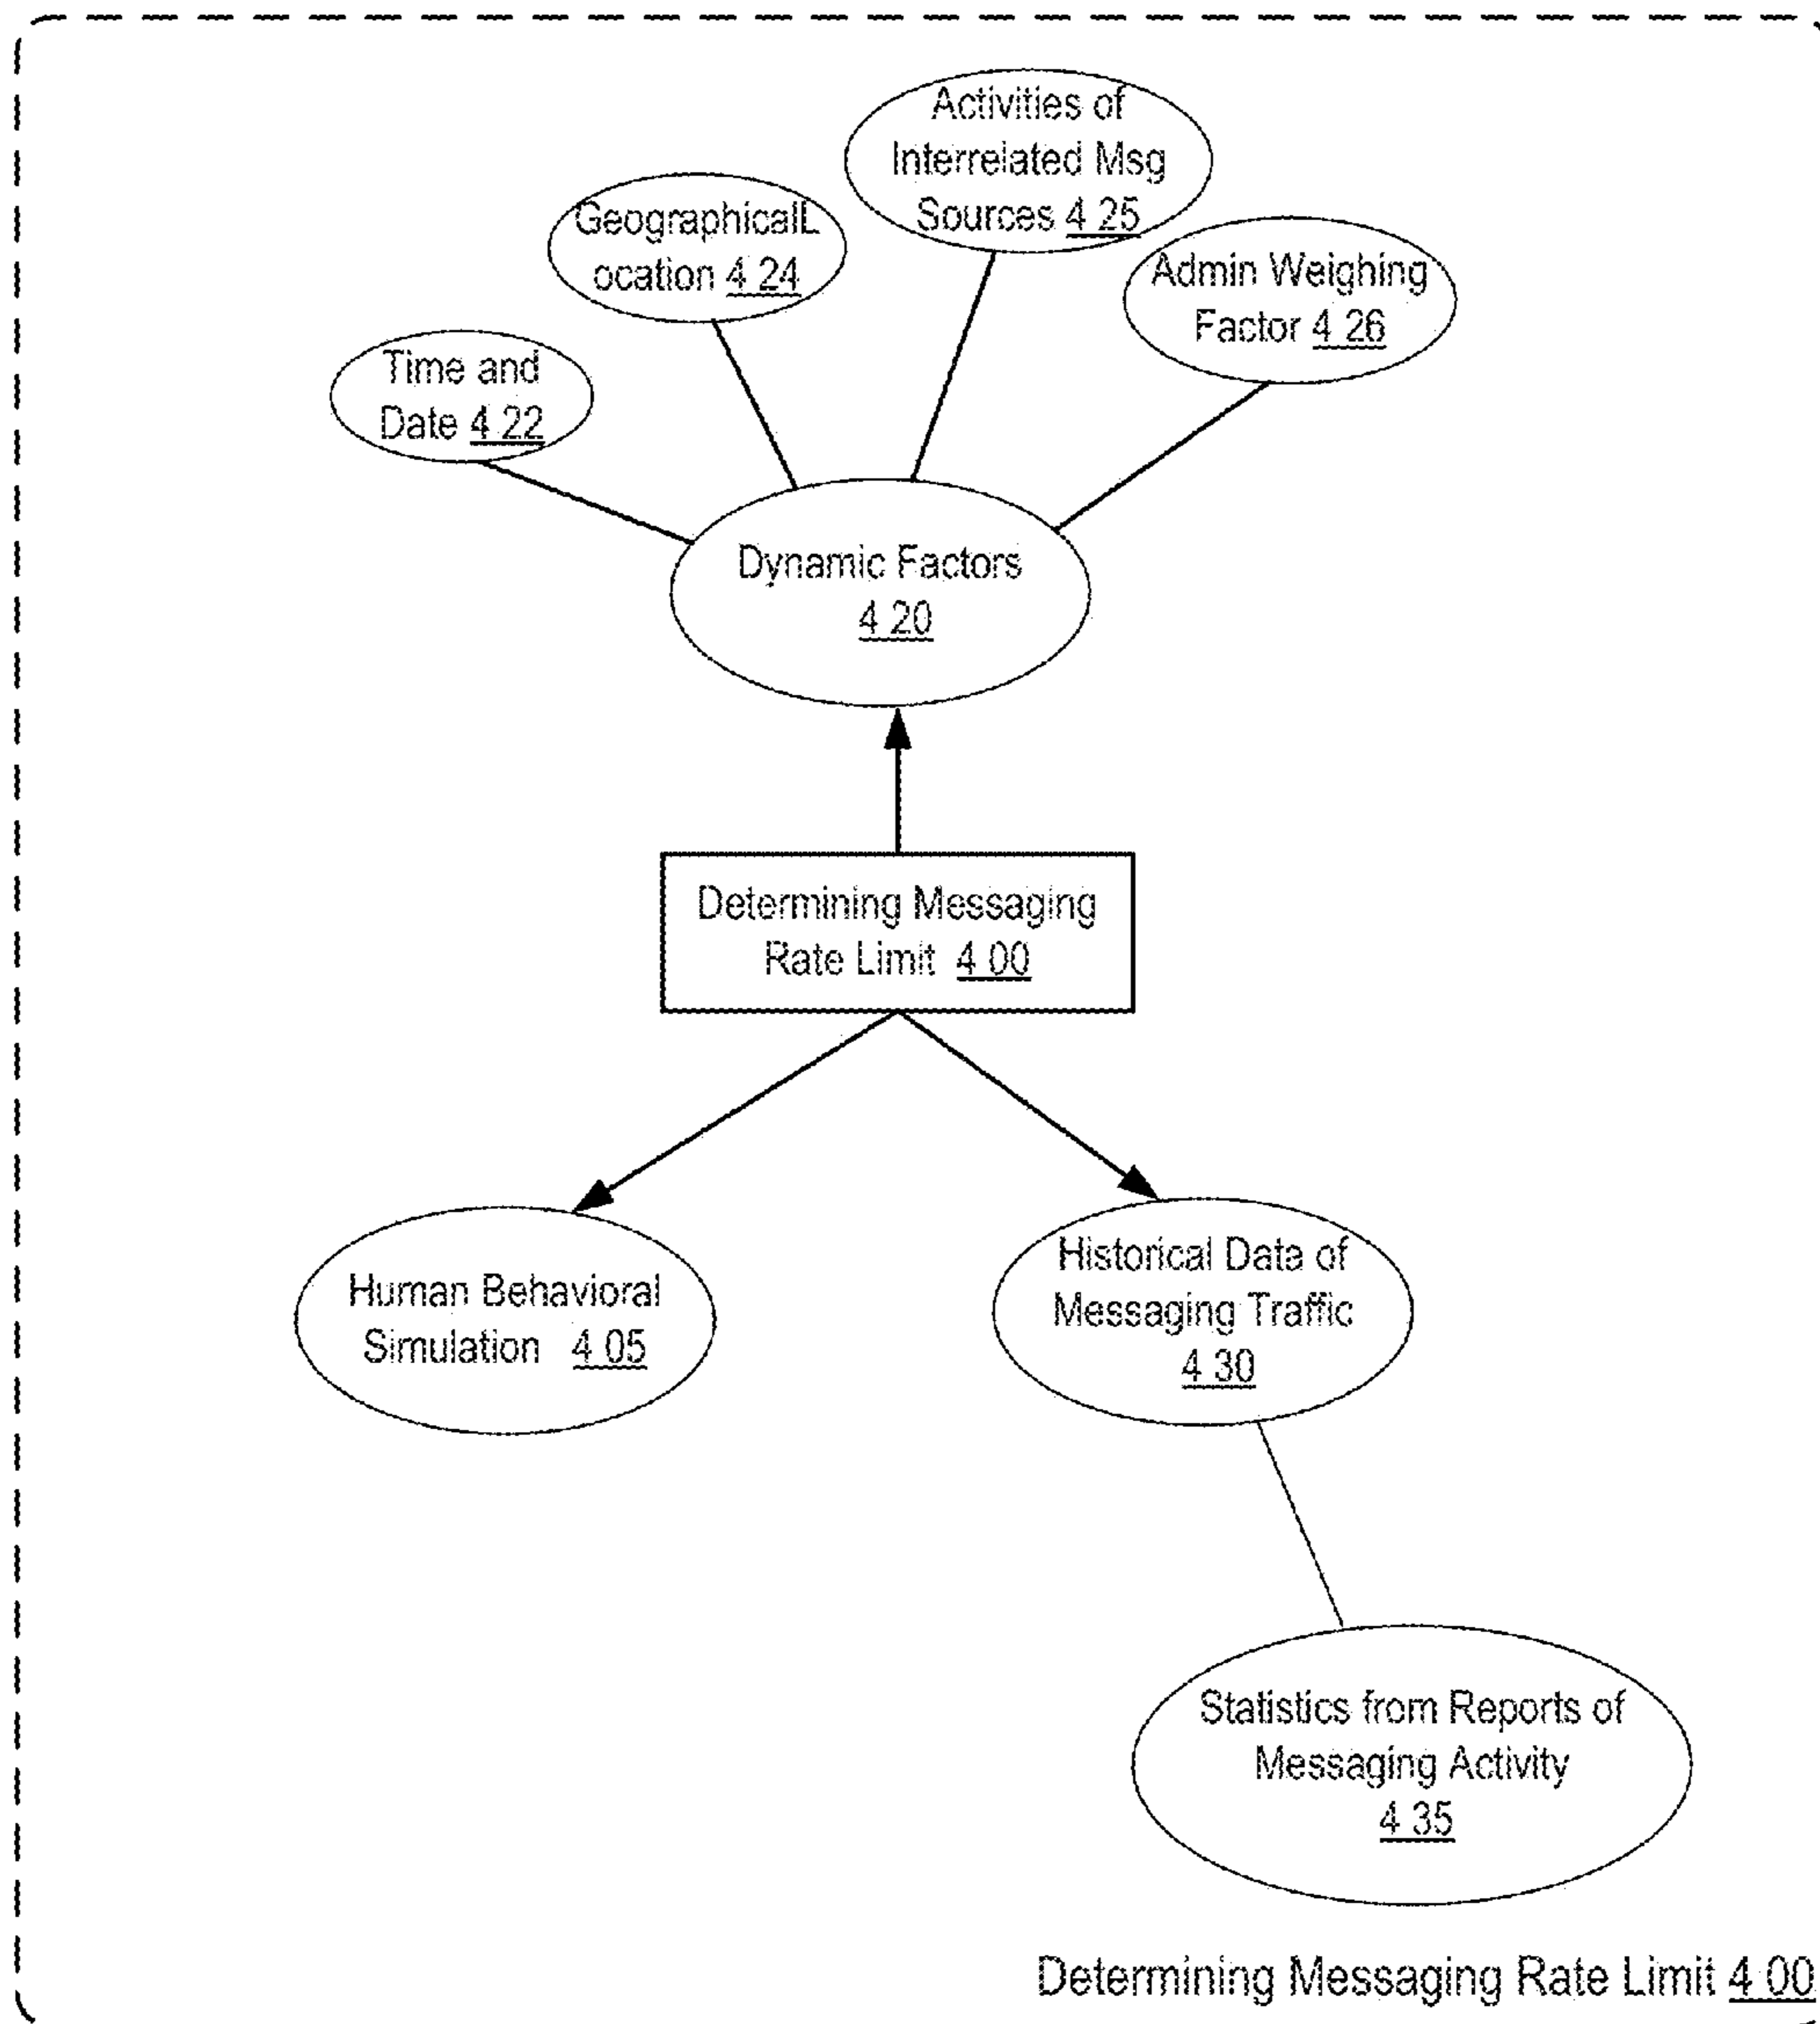 Activities of
Interrelated Msg
Sources 4 25
GeographicalL
ocation 4 24
Admin Weighing
Factor 4 26
Time and
Date 4 22
Dynamic Factors
4 20
Determining Messaging
Rate Limit 4 00
Human Behavioral
Simulation 4 05
Historical Data of
Messaging Traffic
4 30
Statistics from Reports of
Messaging Activity
4 35
Determining Messaging Rate Limit 4 00